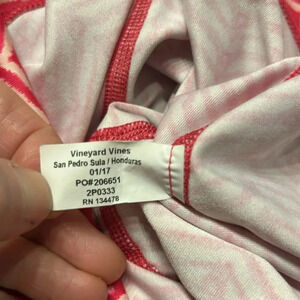 Vineyard Vines
San Pedro Sula / Honduras
01/17
PO#206651
2P0333
RN 134478